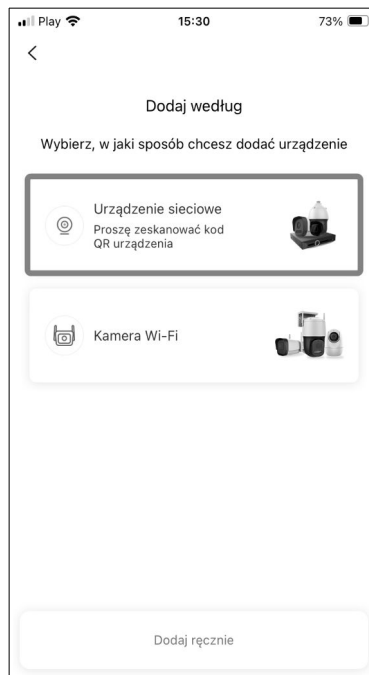 Play 15:30 73%
Dodaj według
Wybierz, w jaki sposób chcesz dodać urządzenie
Urządzenie sieciowe
Proszę zeskanować kod
QR urządzenia
Kamera Wi-Fi
Dodaj ręcznie